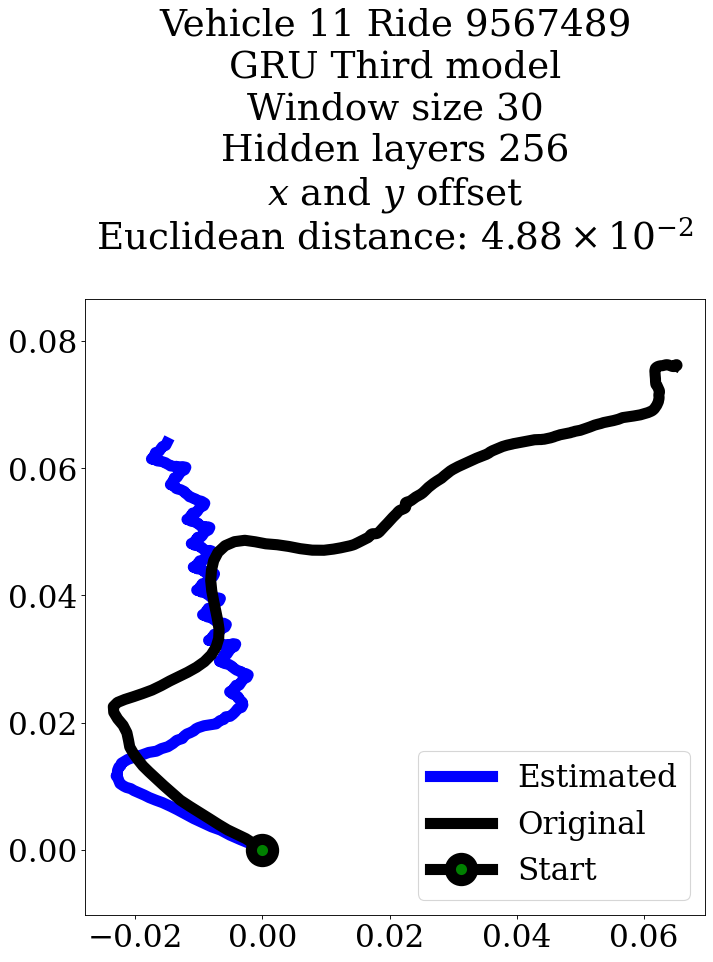 Vehicle 11 Ride 9567489
GRU Third model
Window size 30
Hidden layers 256
x and y offset
Euclidean distance: 4.88 × 10⁻²
0.08
0.06
0.04
0.02
0.00
Estimated
Original
Start
−0.02 0.00 0.02 0.04 0.06